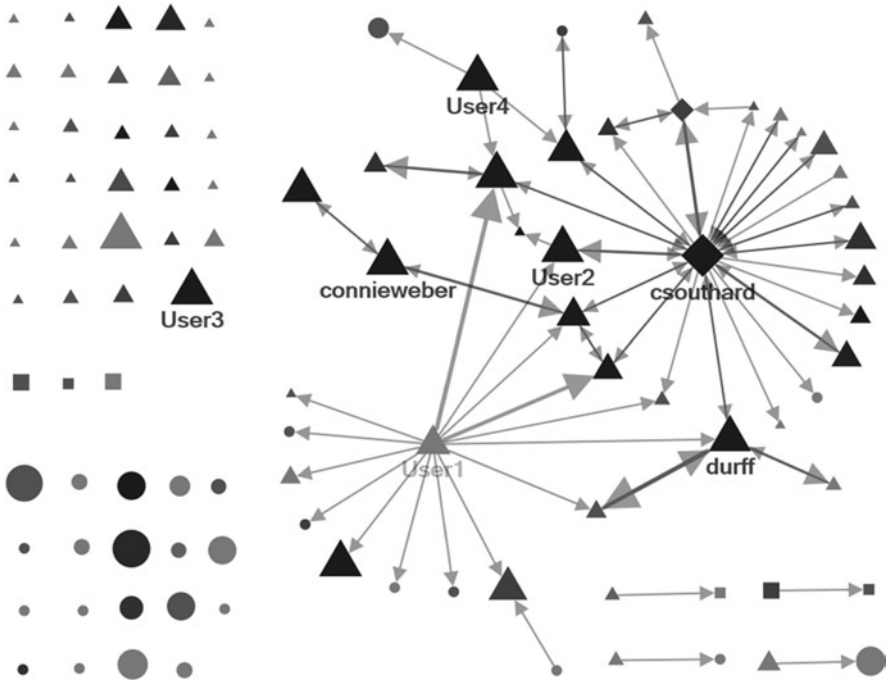 User4
User2
connieweber
csouthard
User3
User1
durff